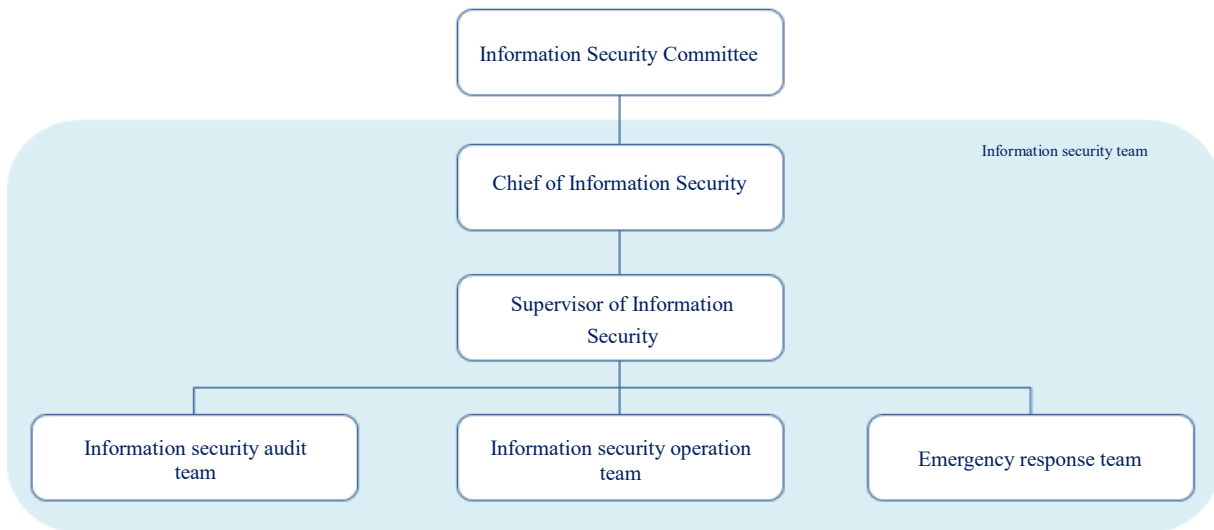 Information Security Committee
Information security team
Chief of Information Security
Supervisor of Information
Security
Information security audit
team
Information security operation
team
Emergency response team